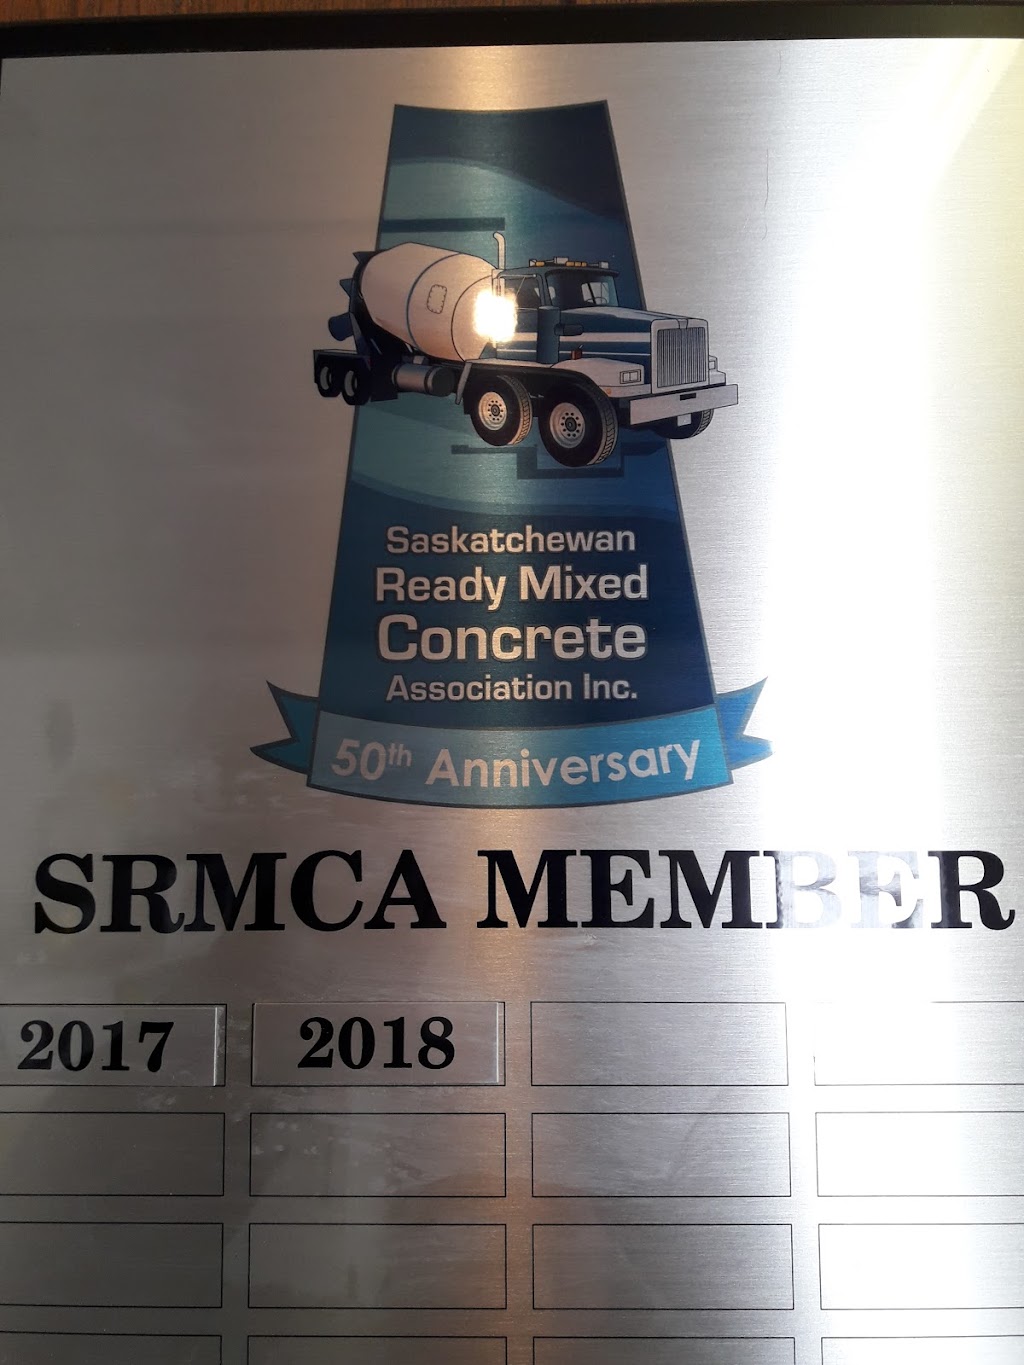 Saskatchewan
Ready Mixed
Concrete
Association Inc.
50th Anniversary
SRMCA MEMBER
2017 2018